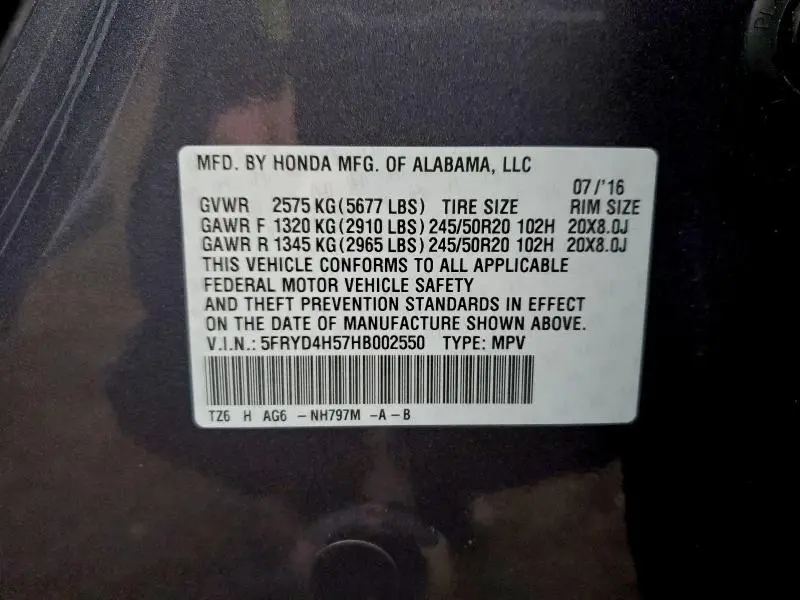 MFD. BY HONDA MFG. OF ALABAMA, LLC
07/'16
GVWR 2575 KG(5677 LBS) TIRE SIZE RIM SIZE
GAWR F 1320 KG(2910 LBS) 245/50R20 102H 20X8.0J
GAWR R 1345 KG(2965 LBS) 245/50R20 102H 20X8.0J
THIS VEHICLE CONFORMS TO ALL APPLICABLE
FEDERAL MOTOR VEHICLE SAFETY
AND THEFT PREVENTION STANDARDS IN EFFECT
ON THE DATE OF MANUFACTURE SHOWN ABOVE.
V.I.N.: 5FRYD4H57HB002550 TYPE: MPV
TZ6 H AG6 -NH797M -A-B